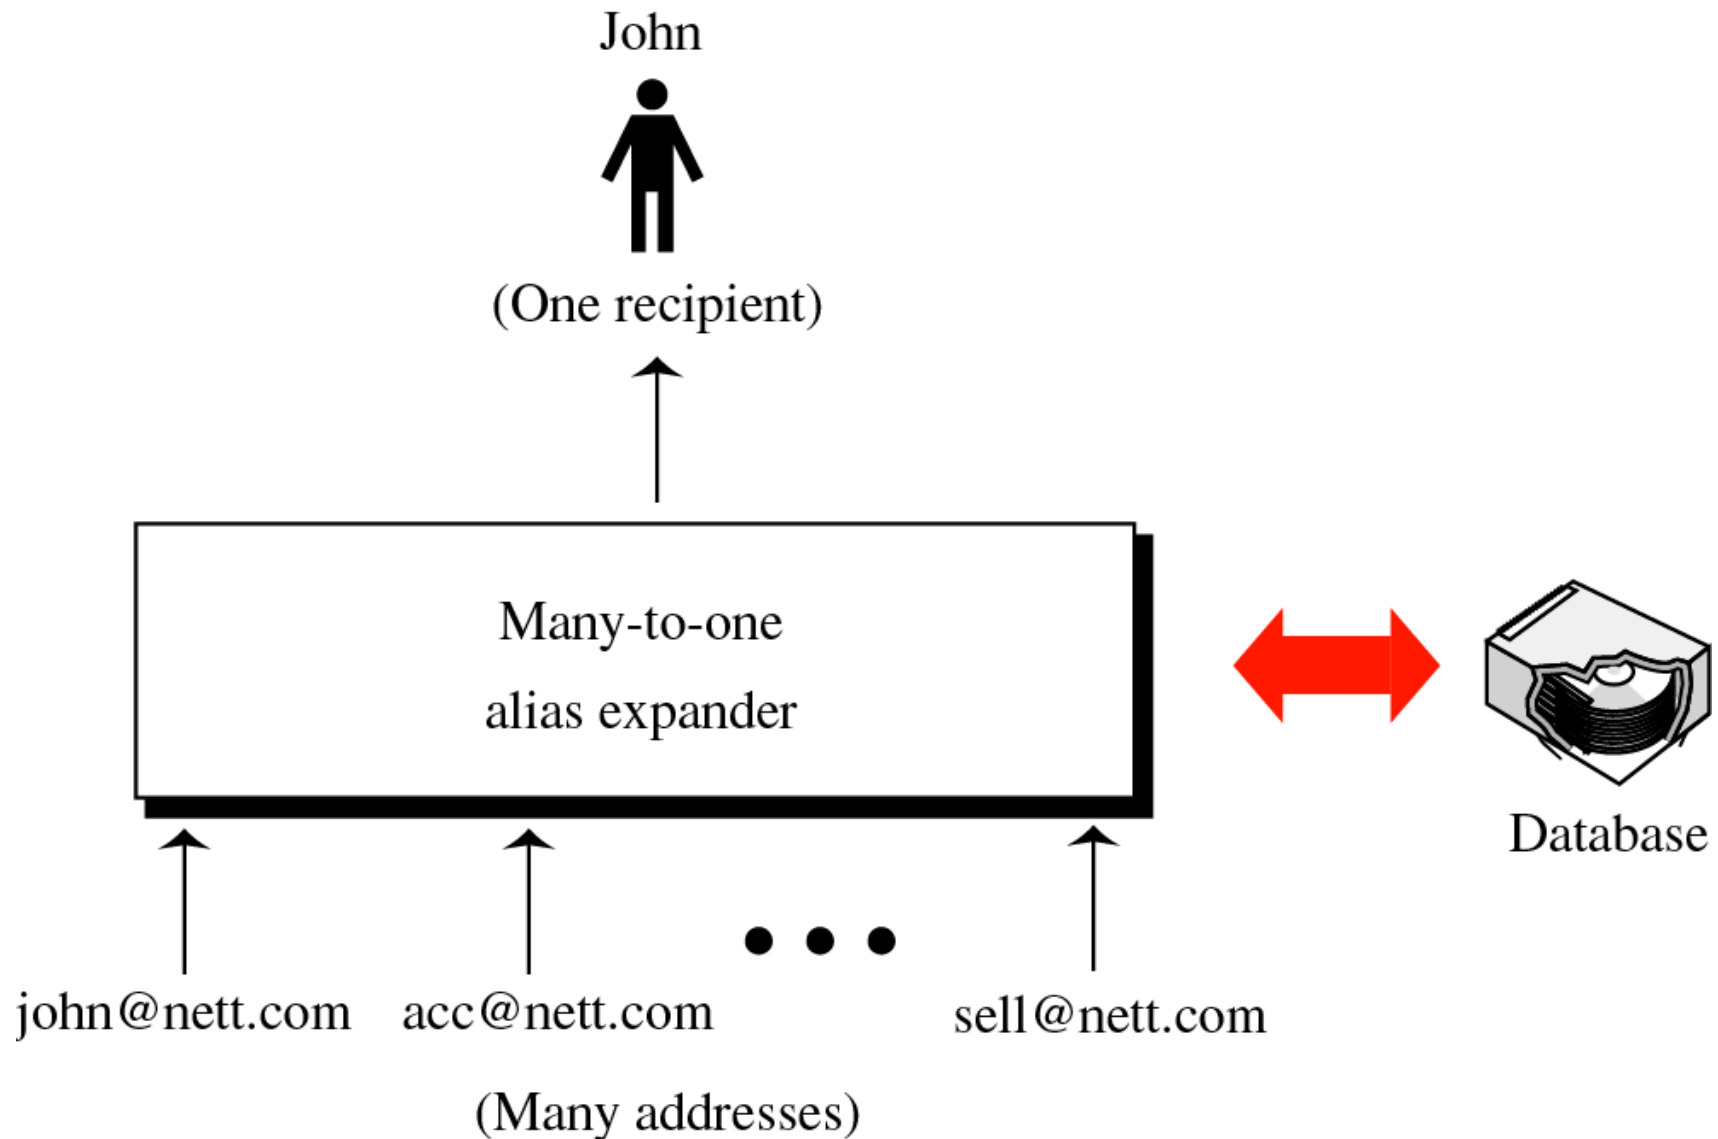 John
(One recipient)
Many-to-one
alias expander
Database
john@nett.com acc@nett.com sell@nett.com
(Many addresses)